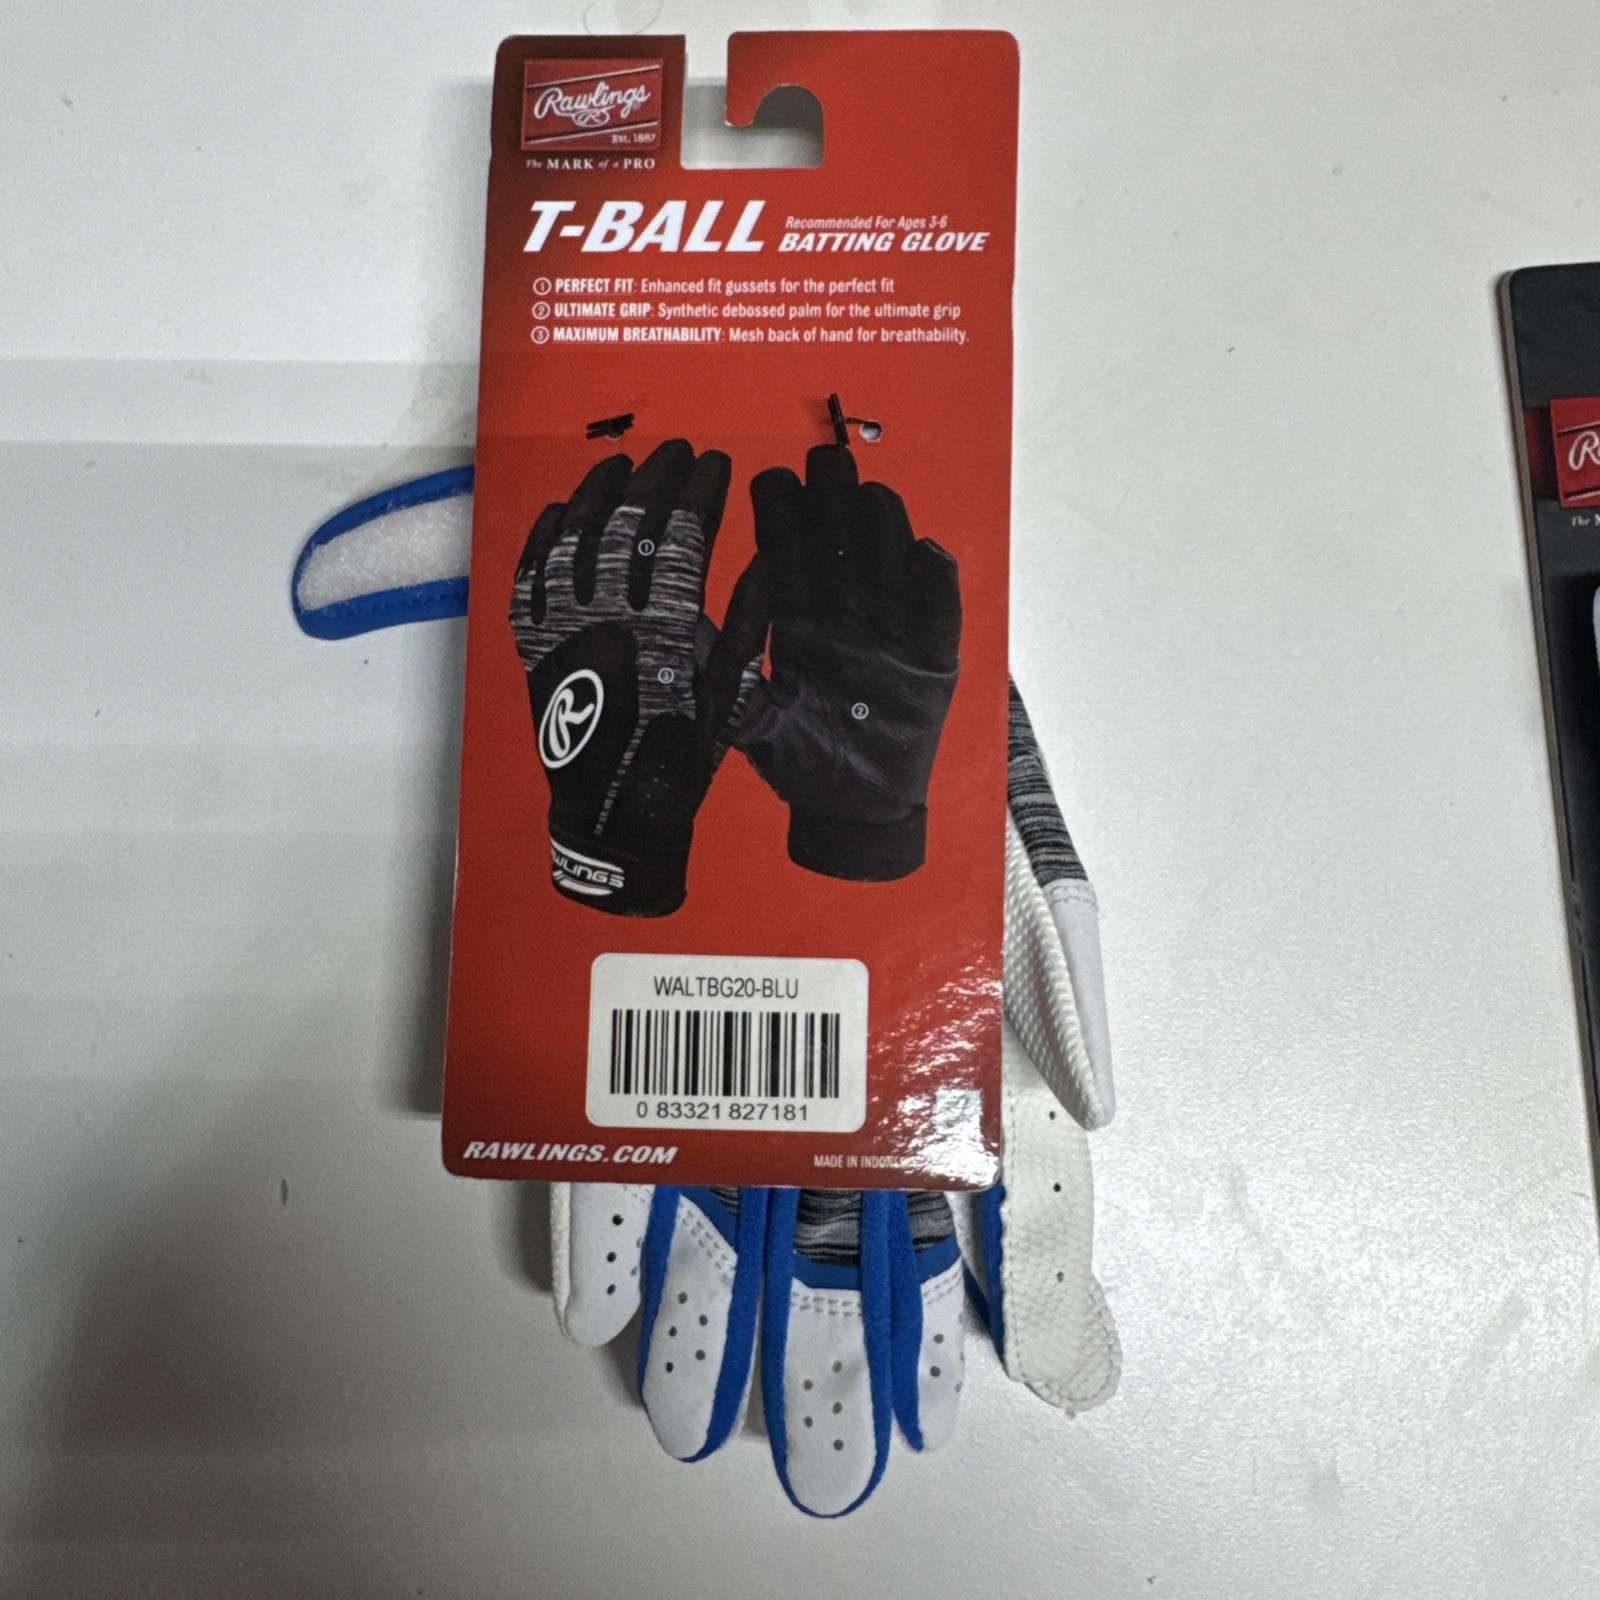 Rawlings
R
Est. 1887
The MARK of a PRO
T-BALL
Recommended For Ages 3-6
BATTING GLOVE
1 PERFECT FIT: Enhanced fit gussets for the perfect fit
2 ULTIMATE GRIP: Synthetic debossed palm for the ultimate grip
3 MAXIMUM BREATHABILITY: Mesh back of hand for breathability.
1
3
2
R
WLINGS
WALTBG20-BLU
0 83321 827181
RAWLINGS.COM
MADE IN
The